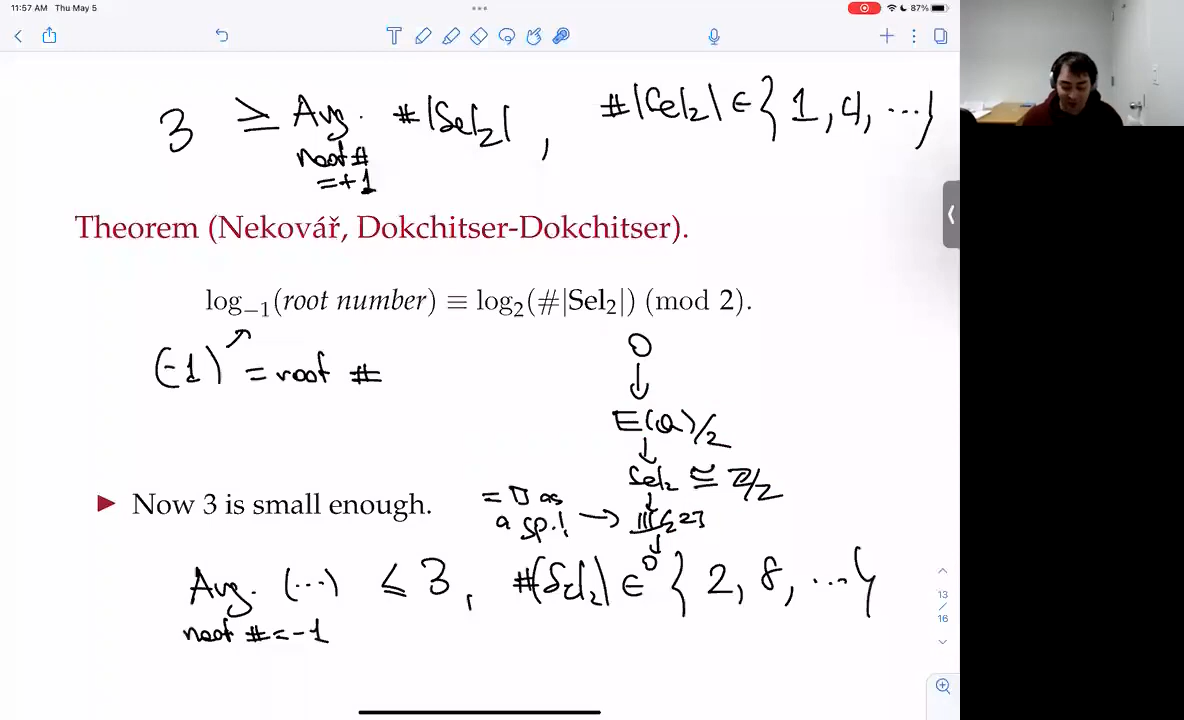 11:57 AM Thu May 5
87%
3 ≥ Avg. #|Sel₂| , #|Sel₂| ∈ { 1, 4, ... }
root #
= +1
Theorem (Nekovář, Dokchitser-Dokchitser).
log₋₁(root number) ≡ log₂(#|Sel₂|) (mod 2).
(-1)↗ = root #
0
↓
E(Q)/2
↓
Sel₂ ≅ Z/2
↓
= □ as
a sp.! → Ш[2]
↓
0
► Now 3 is small enough.
Avg. (...) ≤ 3, #|Sel₂| ∈ { 2, 8, ... }
root # = -1
13
/
16